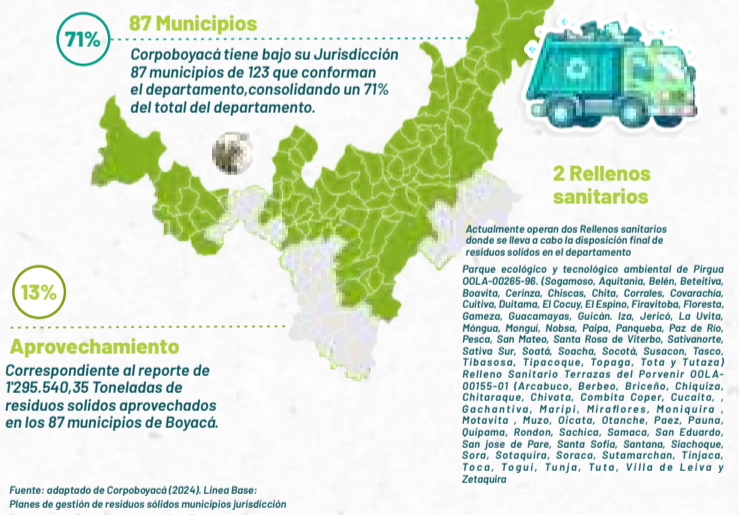 71%
87 Municipios
Corpoboyacá tiene bajo su Jurisdicción
87 municipios de 123 que conforman
el departamento,consolidando un 71%
del total del departamento.
2 Rellenos
sanitarios
Actualmente operan dos Rellenos sanitarios
donde se lleva a cabo la disposición final de
residuos solidos en el departamento
Parque ecológico y tecnológico ambiental de Pirgua
OOLA-00265-96. (Sogamoso, Aquitania, Belén, Beteitiva,
Boavita, Cerinza, Chiscas, Chita, Corrales, Covarachia,
Cuitiva, Duitama, El Cocuy, El Espino, Firavitoba, Floresta,
Gameza, Guacamayas, Guicán. Iza, Jericó, La Uvita,
Móngua, Monguí, Nobsa, Paipa, Panqueba, Paz de Río,
Pesca, San Mateo, Santa Rosa de Viterbo, Sativanorte,
Sativa Sur, Soatá, Soacha, Socotá, Susacon, Tasco,
Tibasosa, Tipacoque, Topaga, Tota y Tutaza)
Relleno Sanitario Terrazas del Porvenir OOLA-
00155-01 (Arcabuco, Berbeo, Briceño, Chiquiza,
Chitaraque, Chivata, Combita Coper, Cucaita, ,
Gachantiva, Maripi, Miraflores, Moniquira ,
Motavita , Muzo, Oicata, Otanche, Paez, Pauna,
Quipama, Rondon, Sachica, Samaca, San Eduardo,
San jose de Pare, Santa Sofia, Santana, Siachoque,
Sora, Sotaquira, Soraca, Sutamarchan, Tinjaca,
Toca, Togui, Tunja, Tuta, Villa de Leiva y
Zetaquira
13%
Aprovechamiento
Correspondiente al reporte de
1'295.540,35 Toneladas de
residuos solidos aprovechados
en los 87 municipios de Boyacá.
Fuente: adaptado de Corpoboyacá (2024). Linea Base:
Planes de gestión de residuos sólidos municipios jurisdicción